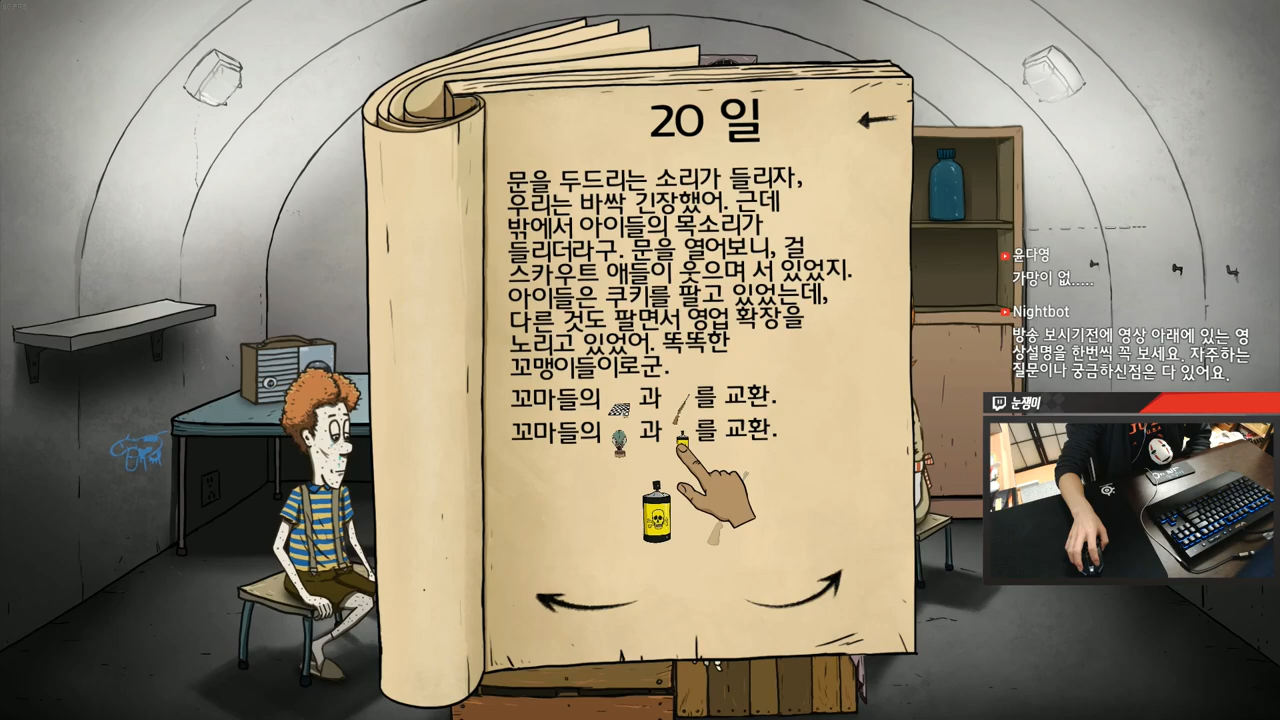 20 일
문을 두드리는 소리가 들리자,
우리는 바싹 긴장했어. 근데
밖에서 아이들의 목소리가
들리더라구. 문을 열어보니, 걸
스카우트 애들이 웃으며 서 있었지.
아이들은 쿠키를 팔고 있었는데,
다른 것도 팔면서 영업 확장을
노리고 있었어. 똑똑한
꼬맹이들이로군.
꼬마들의 과 를 교환.
꼬마들의 과 를 교환.
윤다영
가망이 없.....
Nightbot
방송 보시기전에 영상 아래에 있는 영
상설명을 한번씩 꼭 보세요. 자주하는
질문이나 궁금하신점은 다 있어요.
눈쟁이